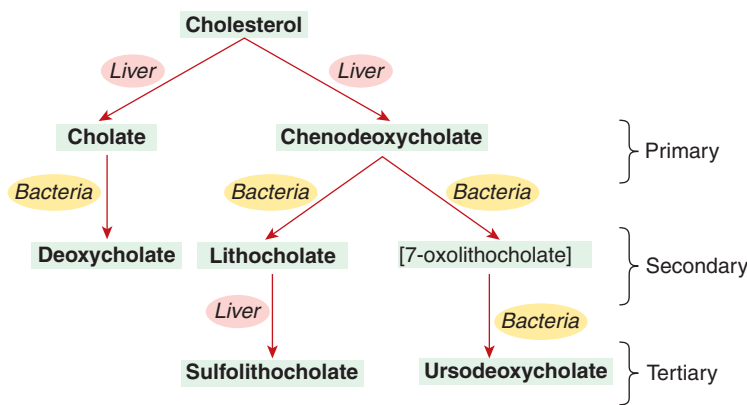 Cholesterol
Liver
Liver
Cholate
Chenodeoxycholate
Primary
Bacteria
Bacteria
Bacteria
Deoxycholate
Lithocholate
[7-oxolithocholate]
Secondary
Liver
Bacteria
Sulfolithocholate
Ursodeoxycholate
Tertiary